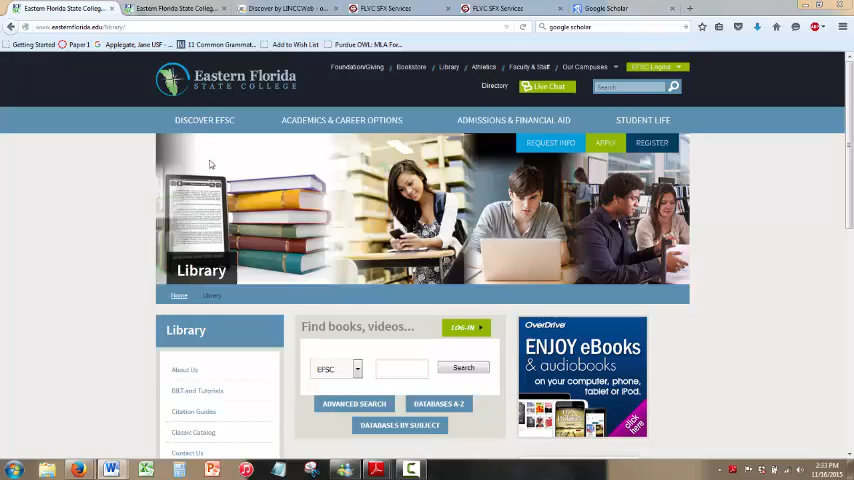 Eastern Florida State Colleg...
Eastern Florida State Colleg...
Discover by LINCCWeb - o...
FLVC SFX Services
FLVC SFX Services
Google Scholar
www.easternflorida.edu/library/
google scholar
Getting Started
Paper I
Applegate, Jane USF -...
11 Common Grammat...
Add to Wish List
Purdue OWL: MLA For...
Eastern Florida
STATE COLLEGE
Foundation/Giving / Bookstore / Library / Athletics / Faculty & Staff / Our Campuses
EFSC Logins
Directory
Live Chat
Search
DISCOVER EFSC
ACADEMICS & CAREER OPTIONS
ADMISSIONS & FINANCIAL AID
STUDENT LIFE
REQUEST INFO
APPLY
REGISTER
Library
Home
Library
Library
About Us
BILT and Tutorials
Citation Guides
Classic Catalog
Contact Us
Find books, videos...
LOG-IN
EFSC
Search
ADVANCED SEARCH
DATABASES A-Z
DATABASES BY SUBJECT
OverDrive
ENJOY eBooks
& audiobooks
on your computer, phone,
tablet or iPod.
click
here
2:33 PM
11/16/2015